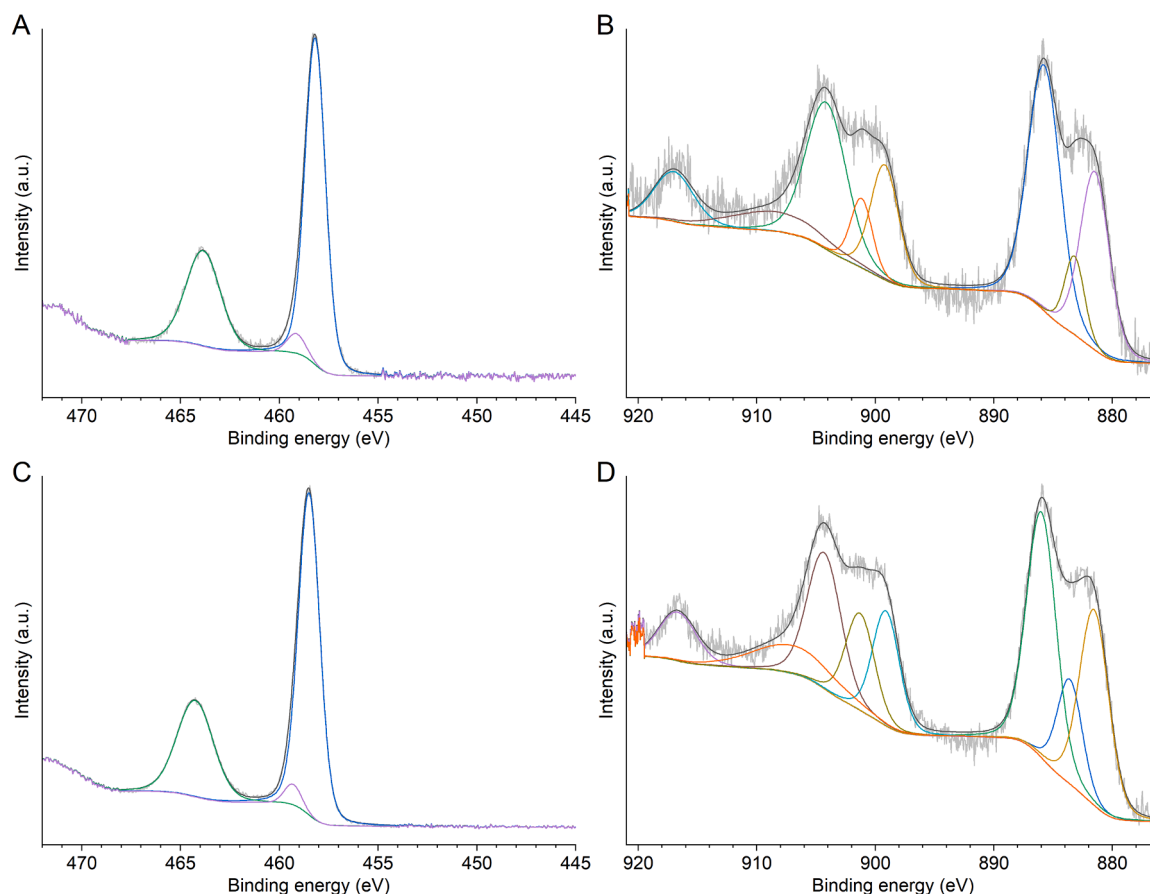 A
Intensity (a.u.)
470 465 460 455 450 445
Binding energy (eV)
B
Intensity (a.u.)
920 910 900 890 880
Binding energy (eV)
C
Intensity (a.u.)
470 465 460 455 450 445
Binding energy (eV)
D
Intensity (a.u.)
920 910 900 890 880
Binding energy (eV)